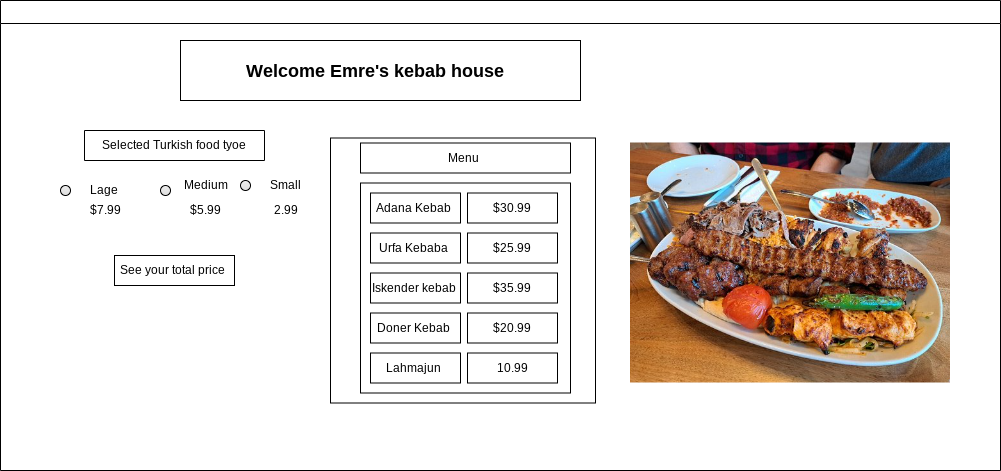 Welcome Emre's kebab house
Selected Turkish food tyoe
Lage
Medium
Small
$7.99
$5.99
2.99
See your total price
Menu
Adana Kebab
$30.99
Urfa Kebaba
$25.99
Iskender kebab
$35.99
Doner Kebab
$20.99
Lahmajun
10.99